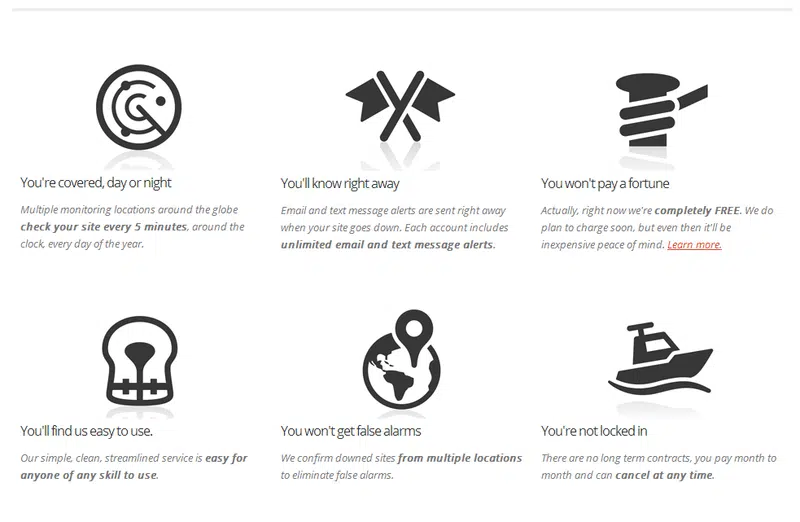 You're covered, day or night
Multiple monitoring locations around the globe
check your site every 5 minutes, around the
clock, every day of the year.
You'll know right away
Email and text message alerts are sent right away
when your site goes down. Each account includes
unlimited email and text message alerts.
You won't pay a fortune
Actually, right now we're completely FREE. We do
plan to charge soon, but even then it'll be
inexpensive peace of mind. Learn more.
You'll find us easy to use.
Our simple, clean, streamlined service is easy for
anyone of any skill to use.
You won't get false alarms
We confirm downed sites from multiple locations
to eliminate false alarms.
You're not locked in
There are no long term contracts, you pay month to
month and can cancel at any time.